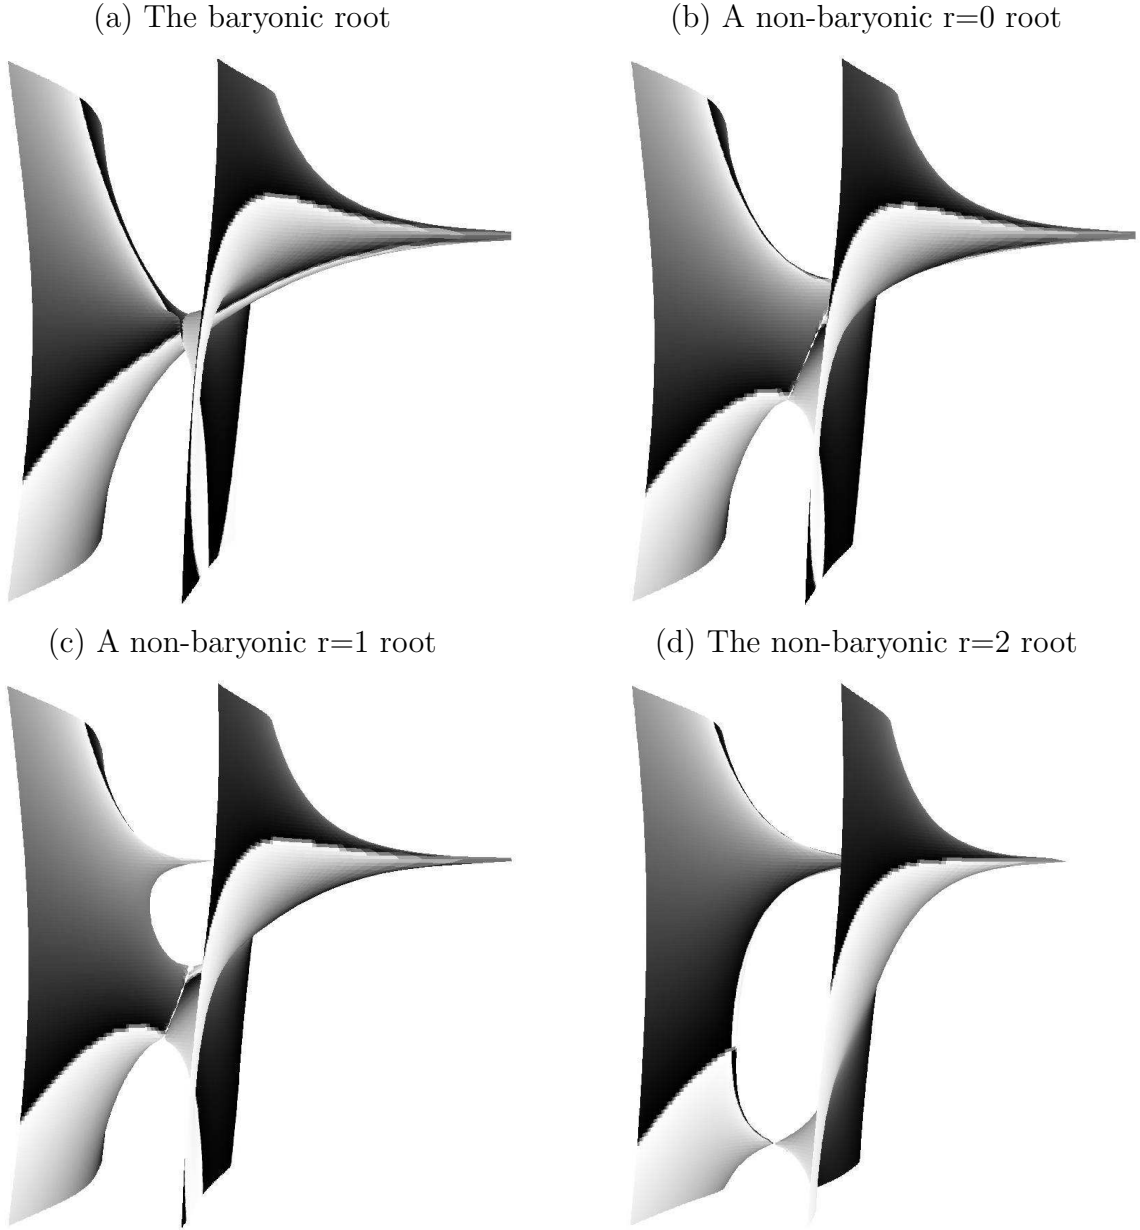 (a) The baryonic root
(b) A non-baryonic r=0 root
(c) A non-baryonic r=1 root
(d) The non-baryonic r=2 root